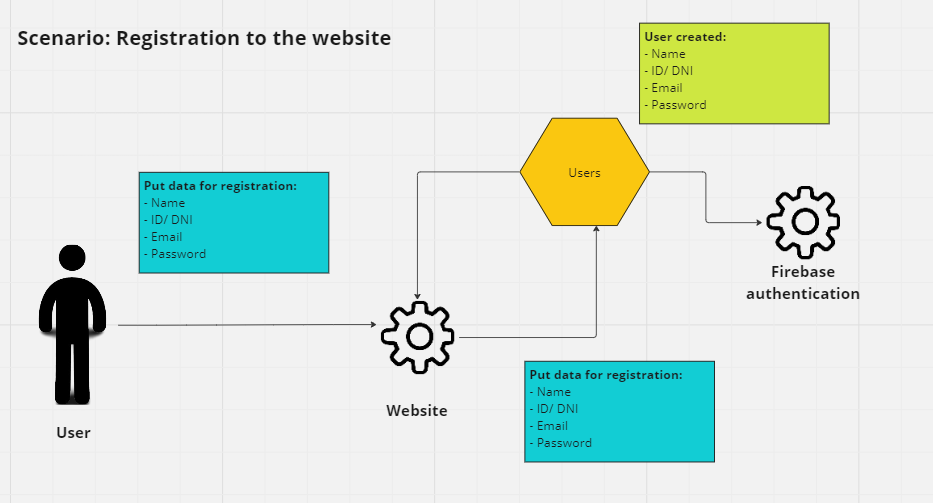 Scenario: Registration to the website
User created:
- Name
- ID/ DNI
- Email
- Password
Users
Put data for registration:
- Name
- ID/ DNI
- Email
- Password
Firebase
authentication
Website
User
Put data for registration:
- Name
- ID/ DNI
- Email
- Password